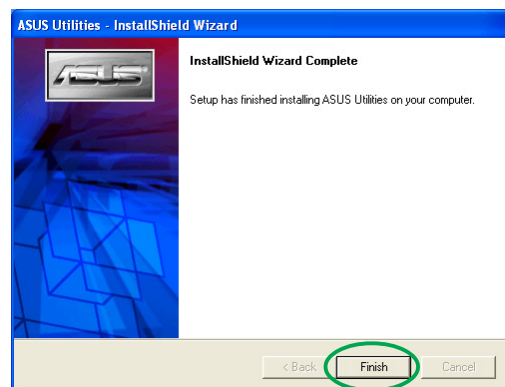 ASUS Utilities - InstallShield Wizard
ASUS
InstallShield Wizard Complete
Setup has finished installing ASUS Utilities on your computer.
< Back
Finish
Cancel